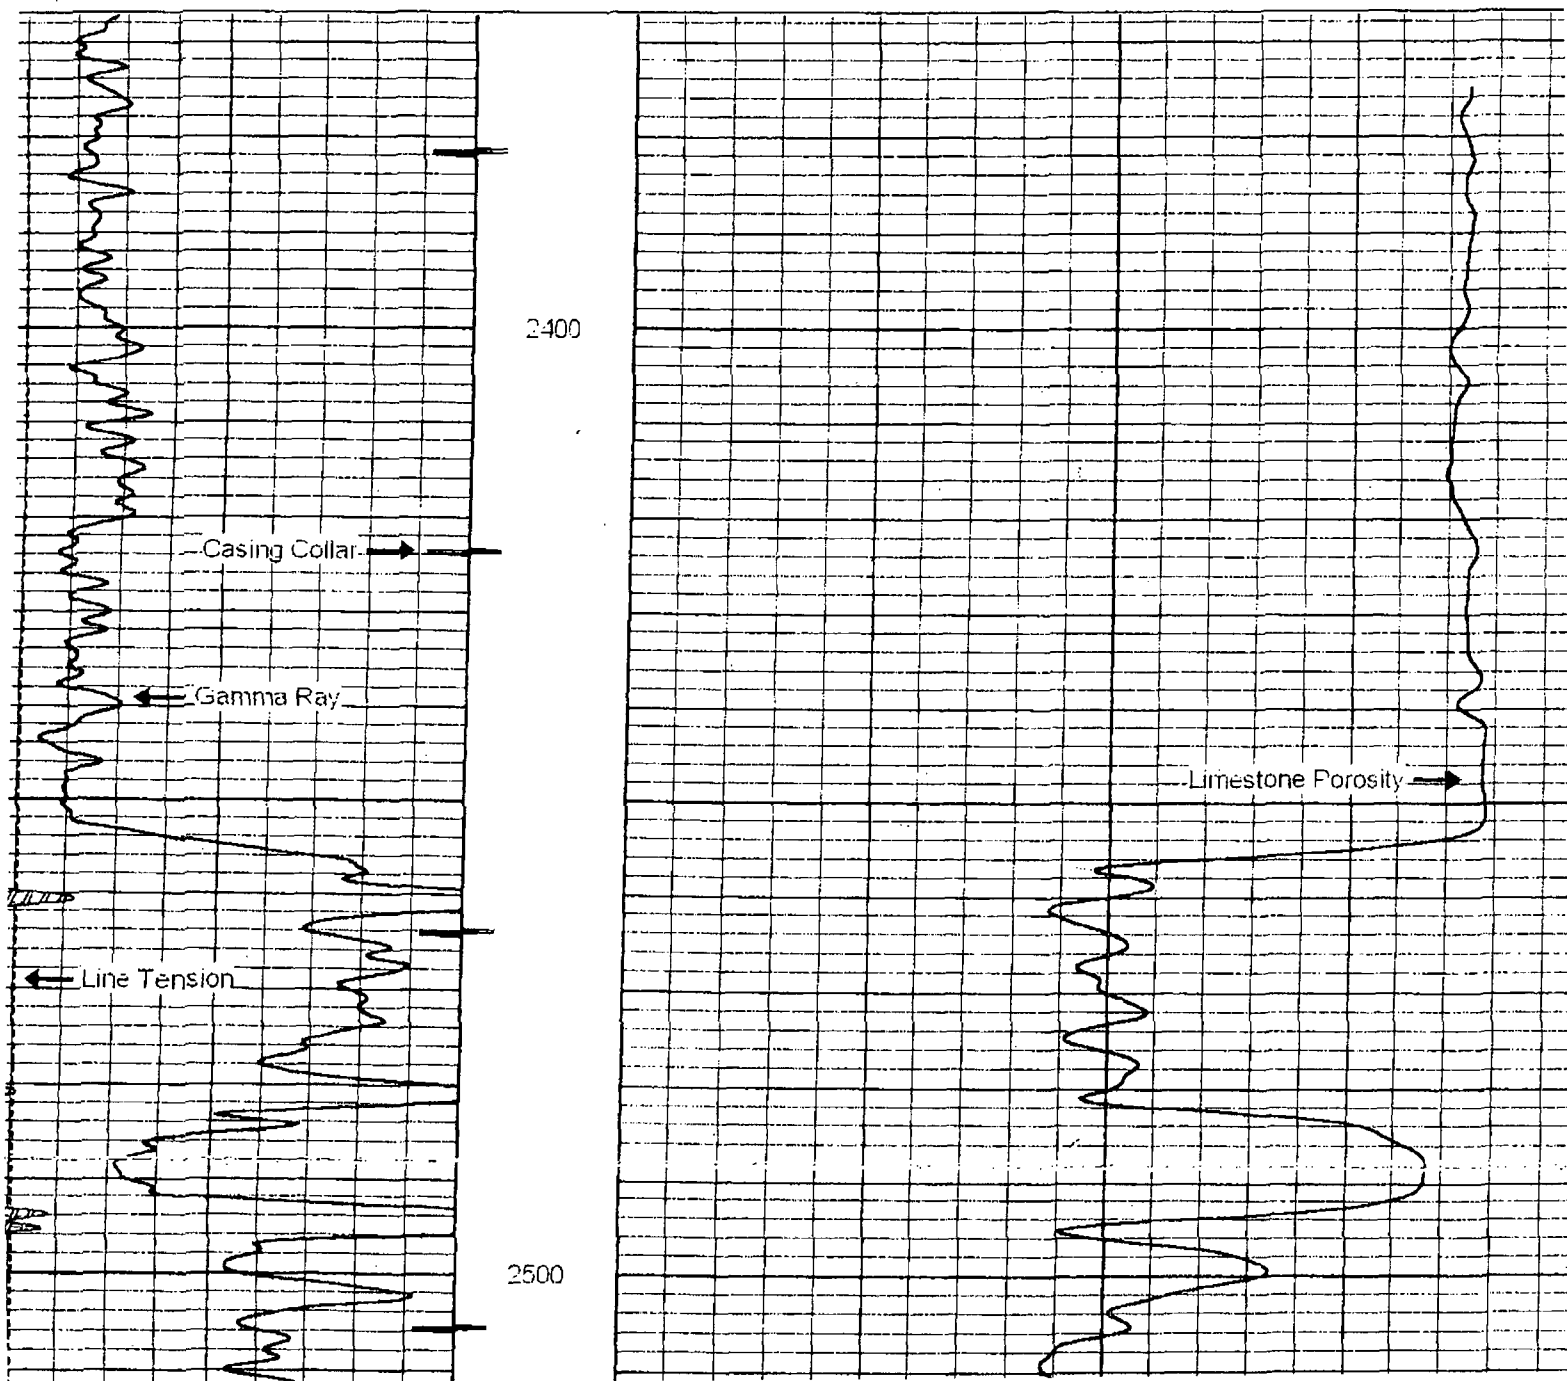 2400
Casing Collar
Gamma Ray
Limestone Porosity
Line Tension
2500